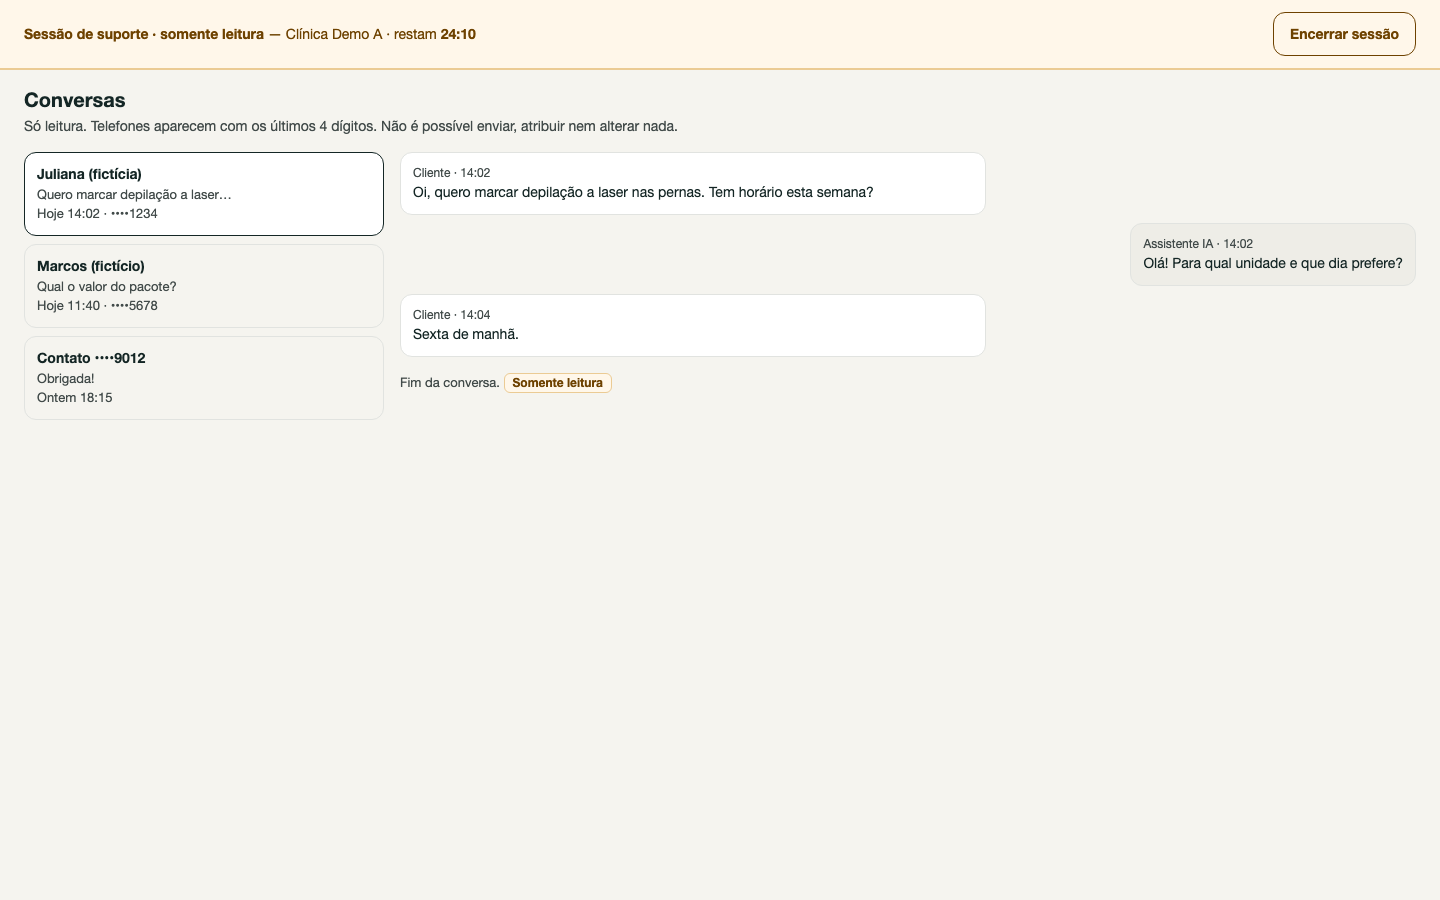 Sessão de suporte · somente leitura — Clínica Demo A · restam 24:10
Encerrar sessão
Conversas
Só leitura. Telefones aparecem com os últimos 4 dígitos. Não é possível enviar, atribuir nem alterar nada.
Juliana (fictícia)
Quero marcar depilação a laser…
Hoje 14:02 · ••••1234
Marcos (fictício)
Qual o valor do pacote?
Hoje 11:40 · ••••5678
Contato ••••9012
Obrigada!
Ontem 18:15
Cliente · 14:02
Oi, quero marcar depilação a laser nas pernas. Tem horário esta semana?
Assistente IA · 14:02
Olá! Para qual unidade e que dia prefere?
Cliente · 14:04
Sexta de manhã.
Fim da conversa. Somente leitura